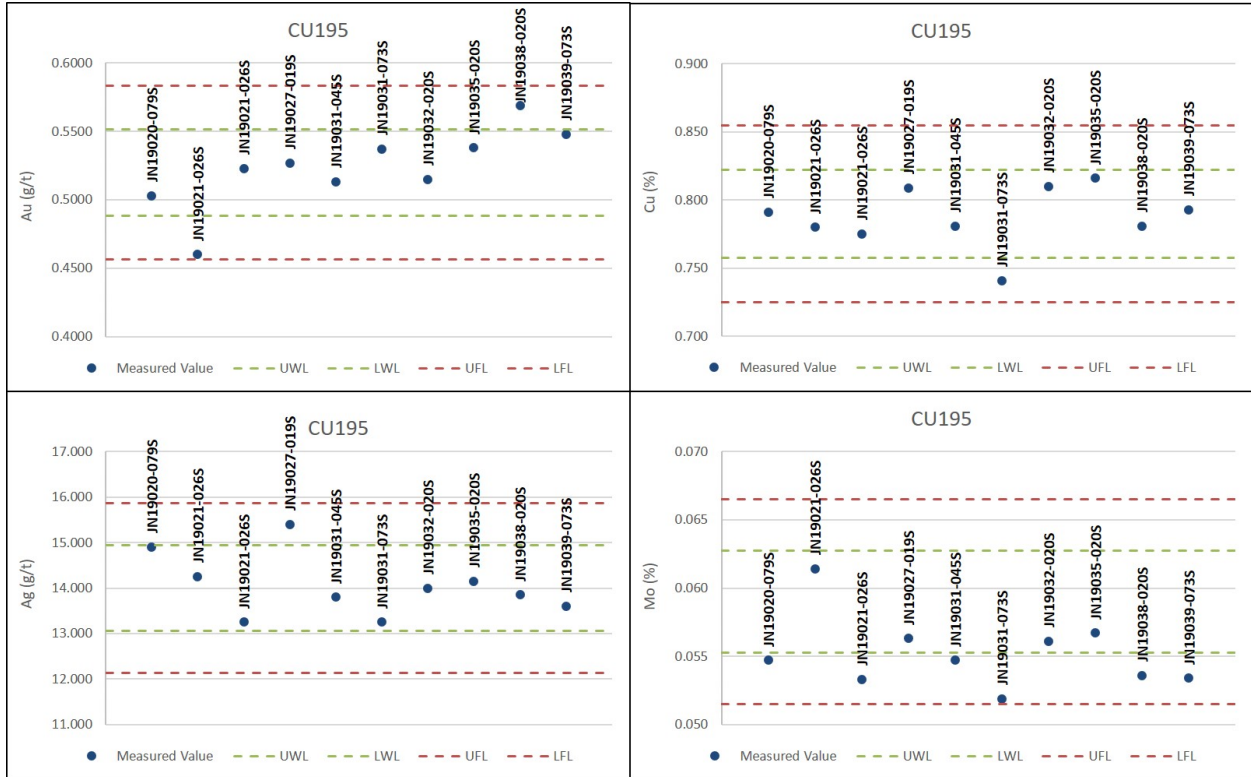 CU195
Au (g/t)
0.6000
0.5500
0.5000
0.4500
0.4000
JN19020-079S
JN19021-026S
JN19021-026S
JN19027-019S
JN19031-045S
JN19031-073S
JN19032-020S
JN19035-020S
JN19038-020S
JN19039-073S
Measured Value UWL LWL UFL LFL
CU195
Cu (%)
0.900
0.850
0.800
0.750
0.700
JN19020-079S
JN19021-026S
JN19021-026S
JN19027-019S
JN19031-045S
JN19031-073S
JN19032-020S
JN19035-020S
JN19038-020S
JN19039-073S
Measured Value UWL LWL UFL LFL
CU195
Ag (g/t)
17.000
16.000
15.000
14.000
13.000
12.000
11.000
JN19020-079S
JN19021-026S
JN19021-026S
JN19027-019S
JN19031-045S
JN19031-073S
JN19032-020S
JN19035-020S
JN19038-020S
JN19039-073S
Measured Value UWL LWL UFL LFL
CU195
Mo (%)
0.070
0.065
0.060
0.055
0.050
JN19020-079S
JN19021-026S
JN19021-026S
JN19027-019S
JN19031-045S
JN19031-073S
JN19032-020S
JN19035-020S
JN19038-020S
JN19039-073S
Measured Value UWL LWL UFL LFL